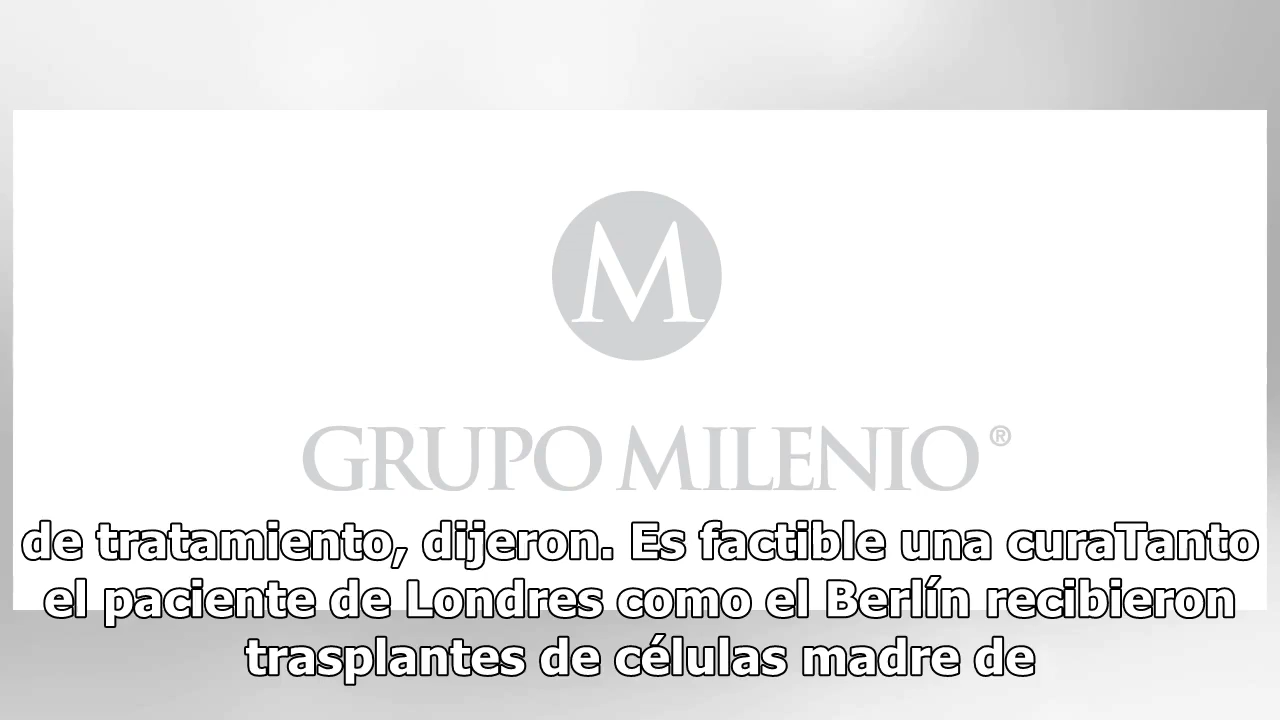 M
GRUPO MILENIO®
de tratamiento, dijeron. Es factible una curaTanto
el paciente de Londres como el Berlín recibieron
trasplantes de células madre de